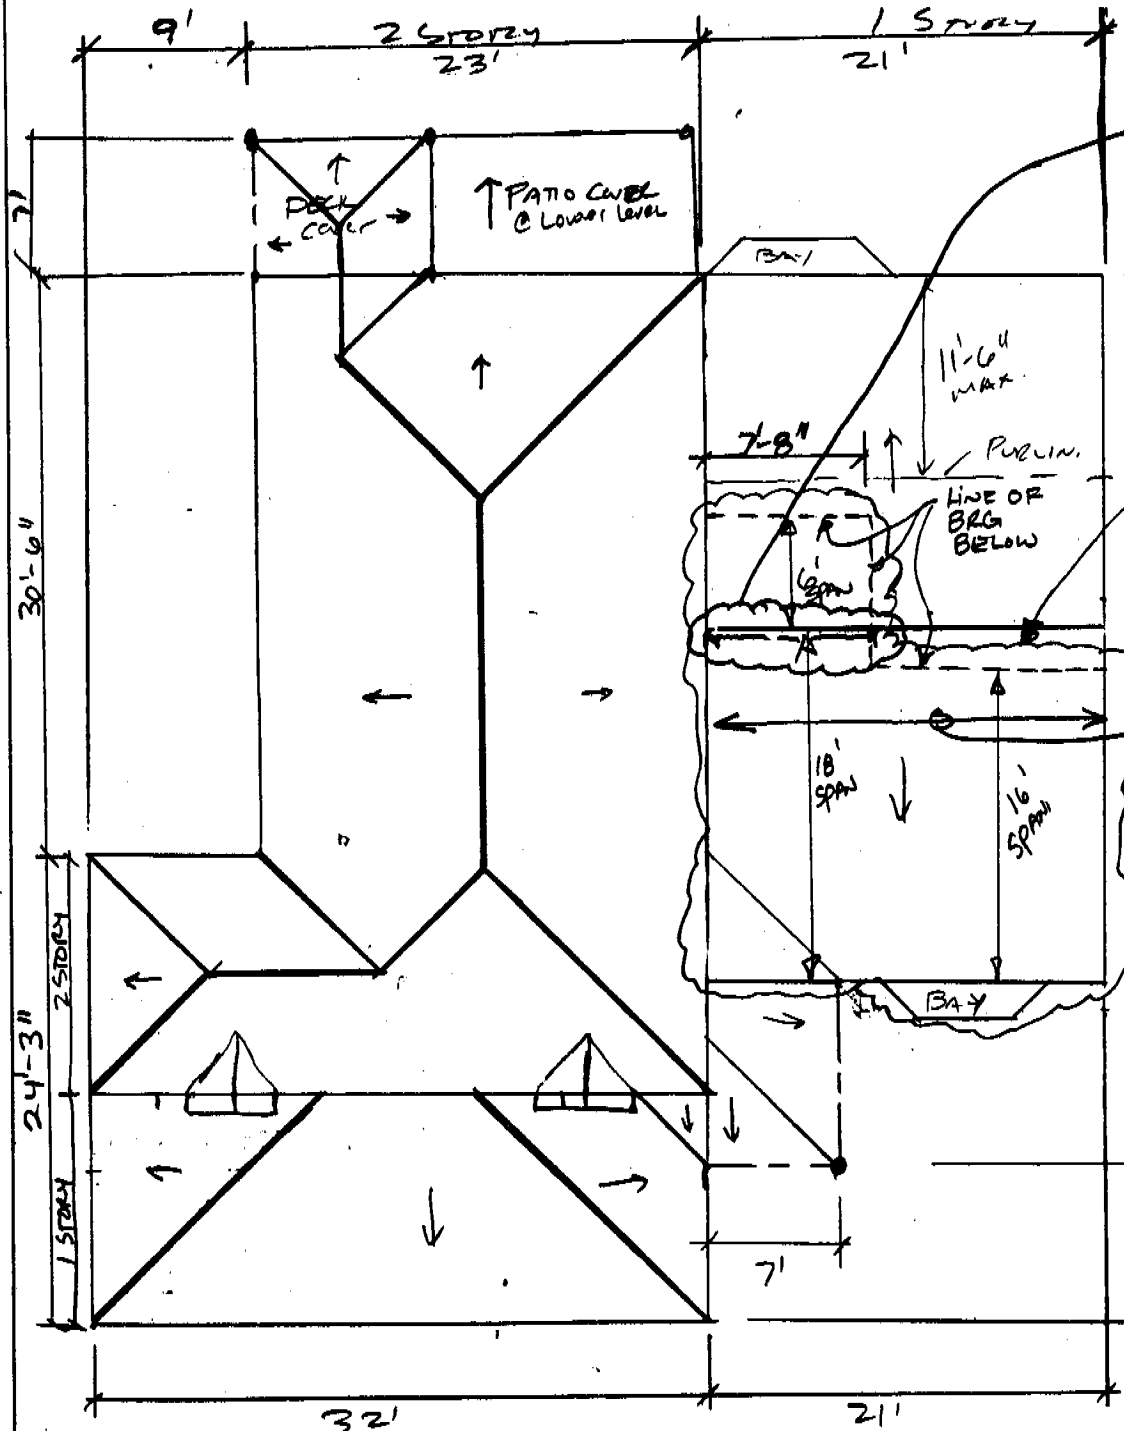 9'
2 STORY
23'
1 STORY
21'
7'
DECK
COVER
PATIO COVER
@ LOWER LEVEL
BAY
11'-6"
MAX.
7'-8"
PURLIN.
LINE OF
BRG
BELOW
6'
SPAN
30'-6"
18'
SPAN
16'
SPAN
2 STORY
24'-3"
BAY
1 STORY
7'
32'
21'